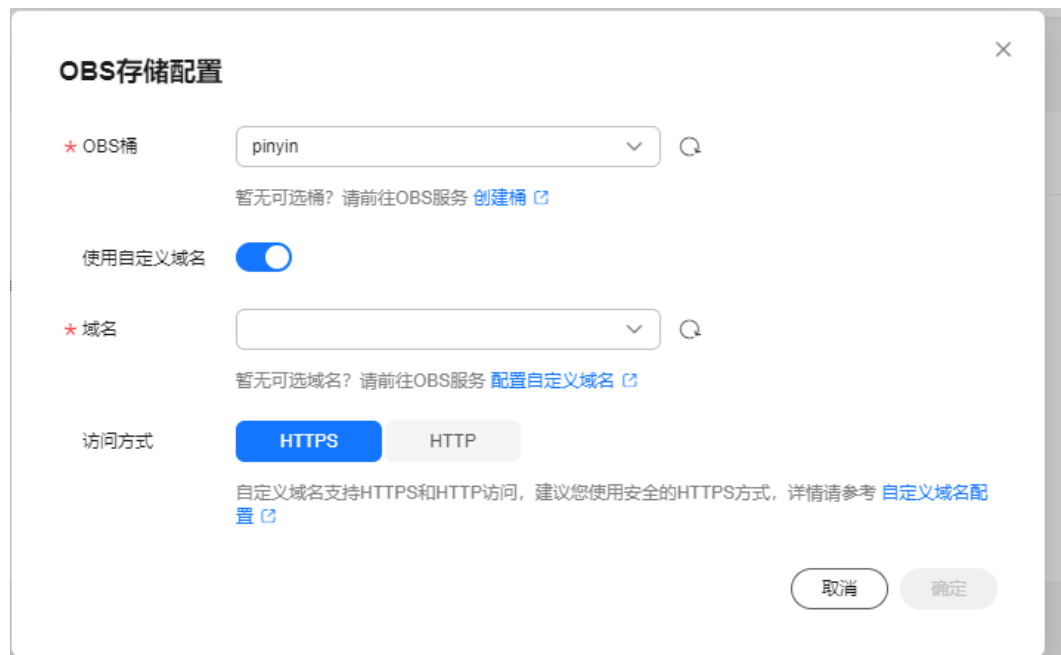 OBS存储配置
* OBS桶
pinyin
暂无可选桶？请前往OBS服务 创建桶
使用自定义域名
* 域名
暂无可选域名？请前往OBS服务 配置自定义域名
访问方式
HTTPS
HTTP
自定义域名支持HTTPS和HTTP访问，建议您使用安全的HTTPS方式，详情请参考 自定义域名配
置
取消
确定